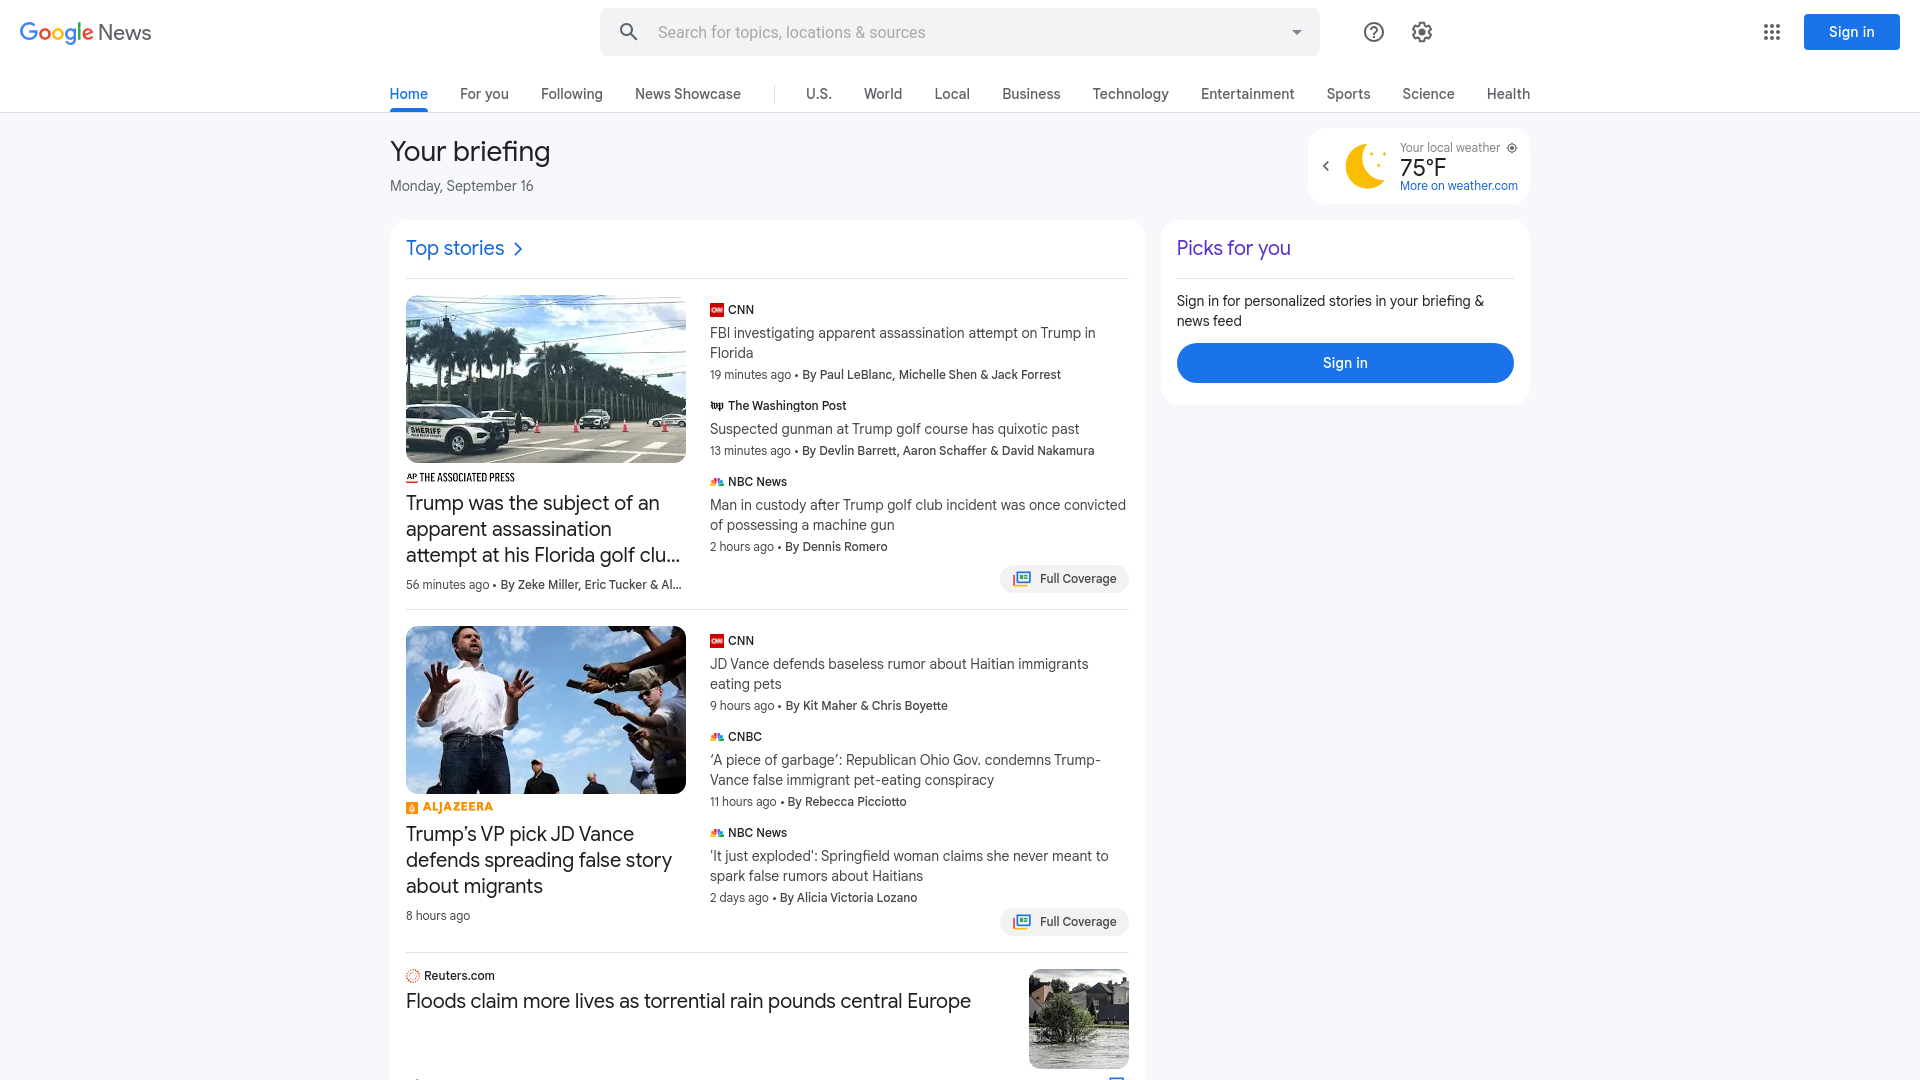 Google News
Search for topics, locations & sources
Sign in
Home
For you
Following
News Showcase
U.S.
World
Local
Business
Technology
Entertainment
Sports
Science
Health
Your briefing
Monday, September 16
Your local weather
75°F
More on weather.com
Top stories
SHERIFF
AP THE ASSOCIATED PRESS
Trump was the subject of an
apparent assassination
attempt at his Florida golf clu...
56 minutes ago • By Zeke Miller, Eric Tucker & Al...
CNN
FBI investigating apparent assassination attempt on Trump in
Florida
19 minutes ago • By Paul LeBlanc, Michelle Shen & Jack Forrest
wp The Washington Post
Suspected gunman at Trump golf course has quixotic past
13 minutes ago • By Devlin Barrett, Aaron Schaffer & David Nakamura
NBC News
Man in custody after Trump golf club incident was once convicted
of possessing a machine gun
2 hours ago • By Dennis Romero
Full Coverage
ALJAZEERA
Trump’s VP pick JD Vance
defends spreading false story
about migrants
8 hours ago
CNN
JD Vance defends baseless rumor about Haitian immigrants
eating pets
9 hours ago • By Kit Maher & Chris Boyette
CNBC
‘A piece of garbage’: Republican Ohio Gov. condemns Trump-
Vance false immigrant pet-eating conspiracy
11 hours ago • By Rebecca Picciotto
NBC News
'It just exploded': Springfield woman claims she never meant to
spark false rumors about Haitians
2 days ago • By Alicia Victoria Lozano
Full Coverage
Reuters.com
Floods claim more lives as torrential rain pounds central Europe
Picks for you
Sign in for personalized stories in your briefing &
news feed
Sign in